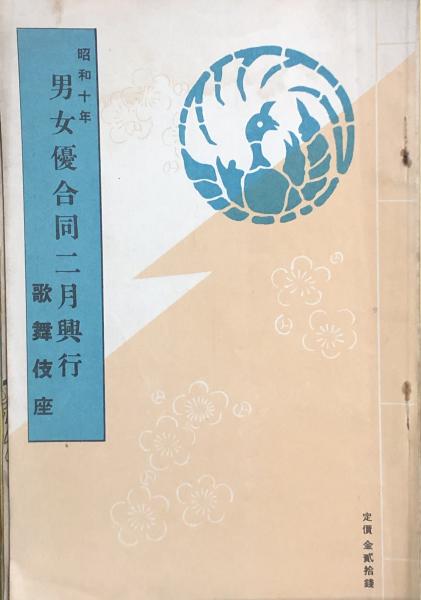 昭和十年
男女優合同二月興行
歌舞伎座
定價 金貳拾錢